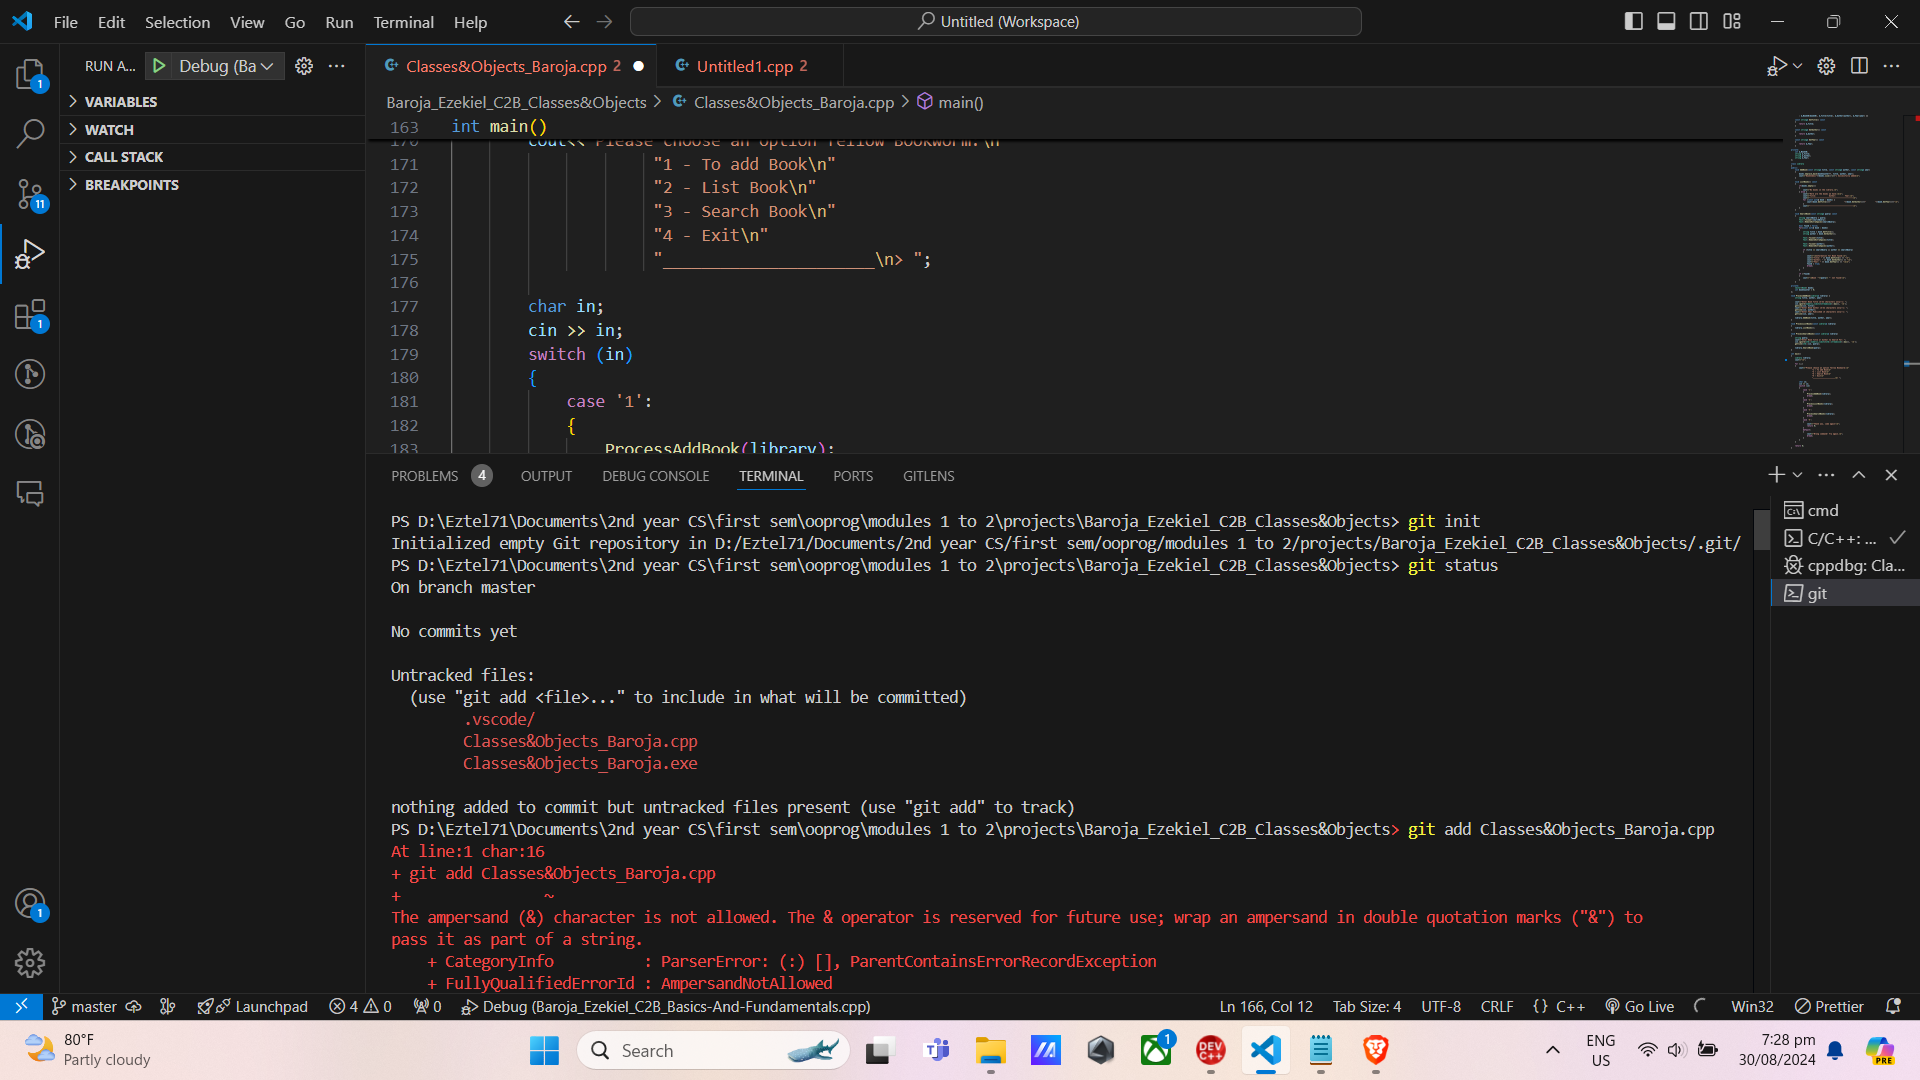 File Edit Selection View Go Run Terminal Help
Untitled (Workspace)
RUN A... Debug (Ba
Classes&Objects_Baroja.cpp 2
Untitled1.cpp 2
VARIABLES
WATCH
CALL STACK
BREAKPOINTS
1
11
1
1
Baroja_Ezekiel_C2B_Classes&Objects > Classes&Objects_Baroja.cpp > main()
163 int main()
170 cout<< "Please choose an option fellow Bookworm:\n"
171 "1 - To add Book\n"
172 "2 - List Book\n"
173 "3 - Search Book\n"
174 "4 - Exit\n"
175 "______________________\n> ";
176
177 char in;
178 cin >> in;
179 switch (in)
180 {
181 case '1':
182 {
183 ProcessAddBook(library);
PROBLEMS 4 OUTPUT DEBUG CONSOLE TERMINAL PORTS GITLENS
PS D:\Eztel71\Documents\2nd year CS\first sem\ooprog\modules 1 to 2\projects\Baroja_Ezekiel_C2B_Classes&Objects> git init
Initialized empty Git repository in D:/Eztel71/Documents/2nd year CS/first sem/ooprog/modules 1 to 2/projects/Baroja_Ezekiel_C2B_Classes&Objects/.git/
PS D:\Eztel71\Documents\2nd year CS\first sem\ooprog\modules 1 to 2\projects\Baroja_Ezekiel_C2B_Classes&Objects> git status
On branch master
No commits yet
Untracked files:
(use "git add <file>..." to include in what will be committed)
.vscode/
Classes&Objects_Baroja.cpp
Classes&Objects_Baroja.exe
nothing added to commit but untracked files present (use "git add" to track)
PS D:\Eztel71\Documents\2nd year CS\first sem\ooprog\modules 1 to 2\projects\Baroja_Ezekiel_C2B_Classes&Objects> git add Classes&Objects_Baroja.cpp
At line:1 char:16
+ git add Classes&Objects_Baroja.cpp
+ ~
The ampersand (&) character is not allowed. The & operator is reserved for future use; wrap an ampersand in double quotation marks ("&") to
pass it as part of a string.
+ CategoryInfo : ParserError: (:) [], ParentContainsErrorRecordException
+ FullyQualifiedErrorId : AmpersandNotAllowed
cmd
C/C++: ...
cppdbg: Cla...
git
master Launchpad 4 0 0 Debug (Baroja_Ezekiel_C2B_Basics-And-Fundamentals.cpp) Ln 166, Col 12 Tab Size: 4 UTF-8 CRLF {} C++ Go Live Win32 Prettier
80°F
Partly cloudy
Search
DEV C++
1
ENG
US
7:28 pm
30/08/2024
PRE